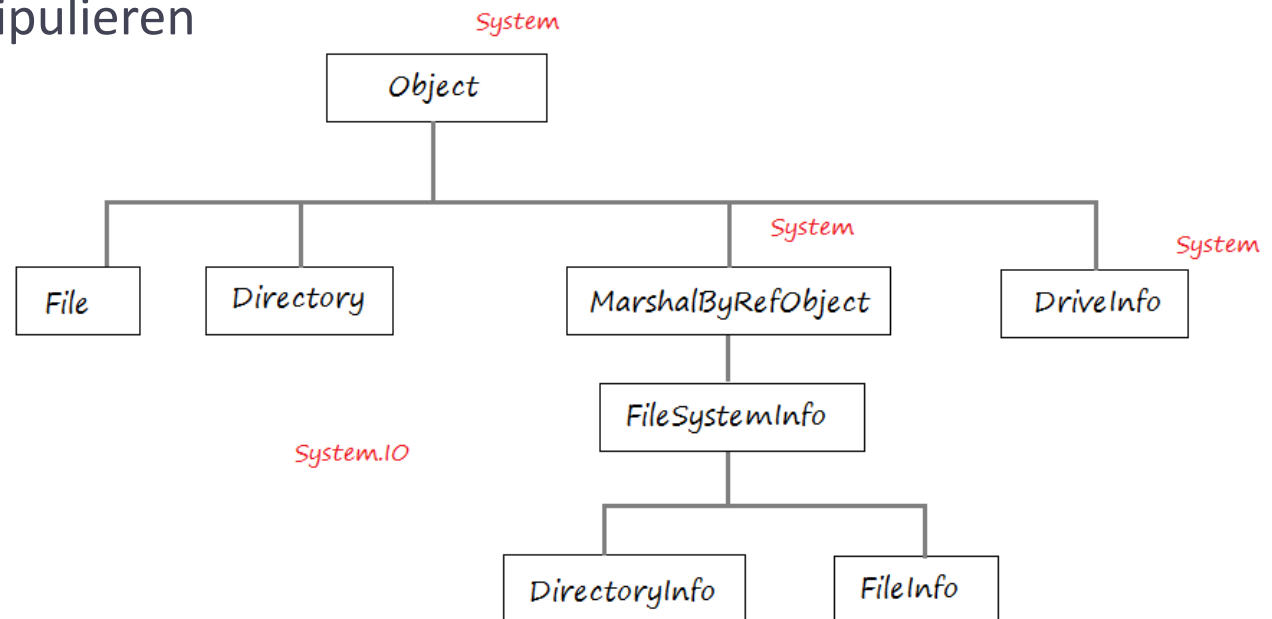 ipulieren
System
Object
System
System
File
Directory
MarshalByRefObject
DriveInfo
FileSystemInfo
System.IO
DirectoryInfo
FileInfo